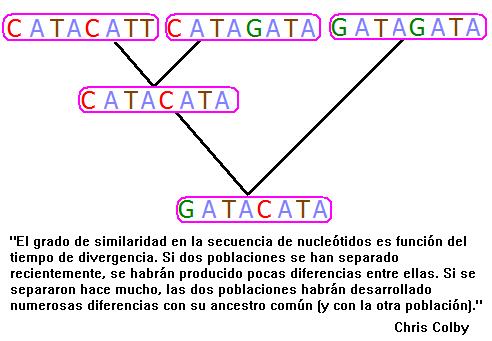 CATACATT CATAGATA GATAGATA
CATACATA
GATACATA
"El grado de similaridad en la secuencia de nucleótidos es función del
tiempo de divergencia. Si dos poblaciones se han separado
recientemente, se habrán producido pocas diferencias entre ellas. Si se
separaron hace mucho, las dos poblaciones habrán desarrollado
numerosas diferencias con su ancestro común (y con la otra población)."
Chris Colby